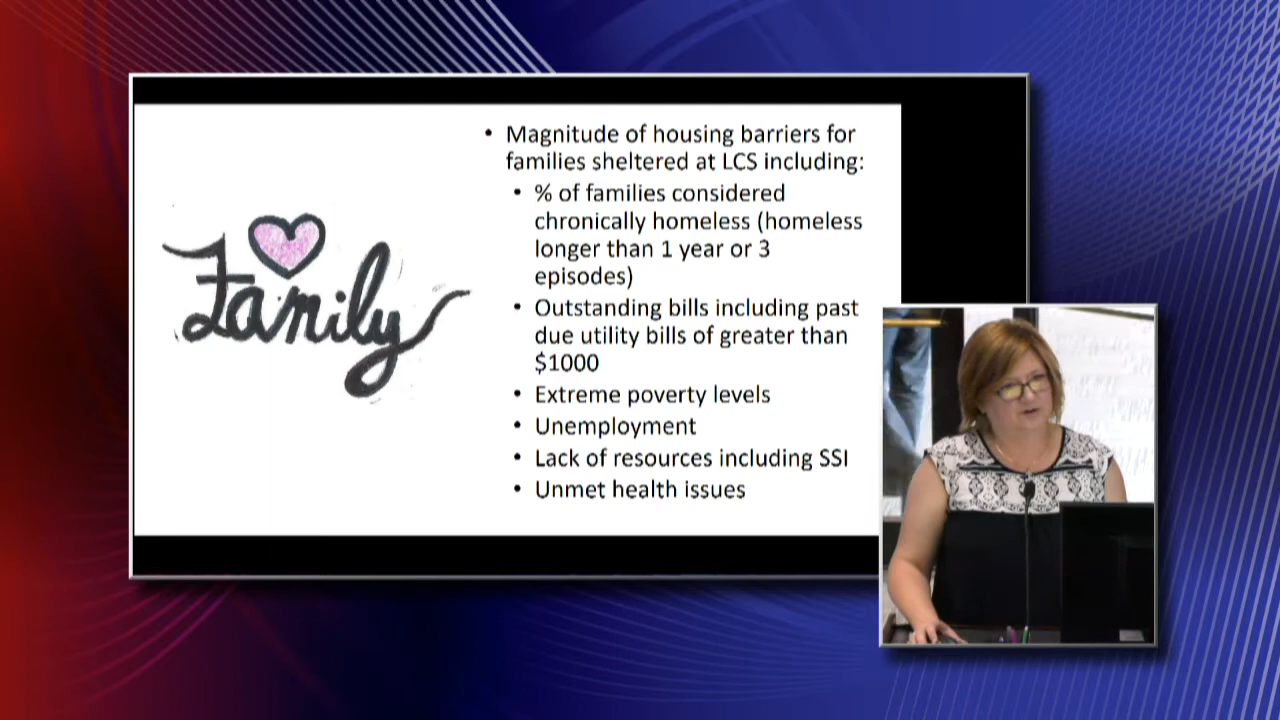 Family
• Magnitude of housing barriers for
families sheltered at LCS including:
• % of families considered
chronically homeless (homeless
longer than 1 year or 3
episodes)
• Outstanding bills including past
due utility bills of greater than
$1000
• Extreme poverty levels
• Unemployment
• Lack of resources including SSI
• Unmet health issues